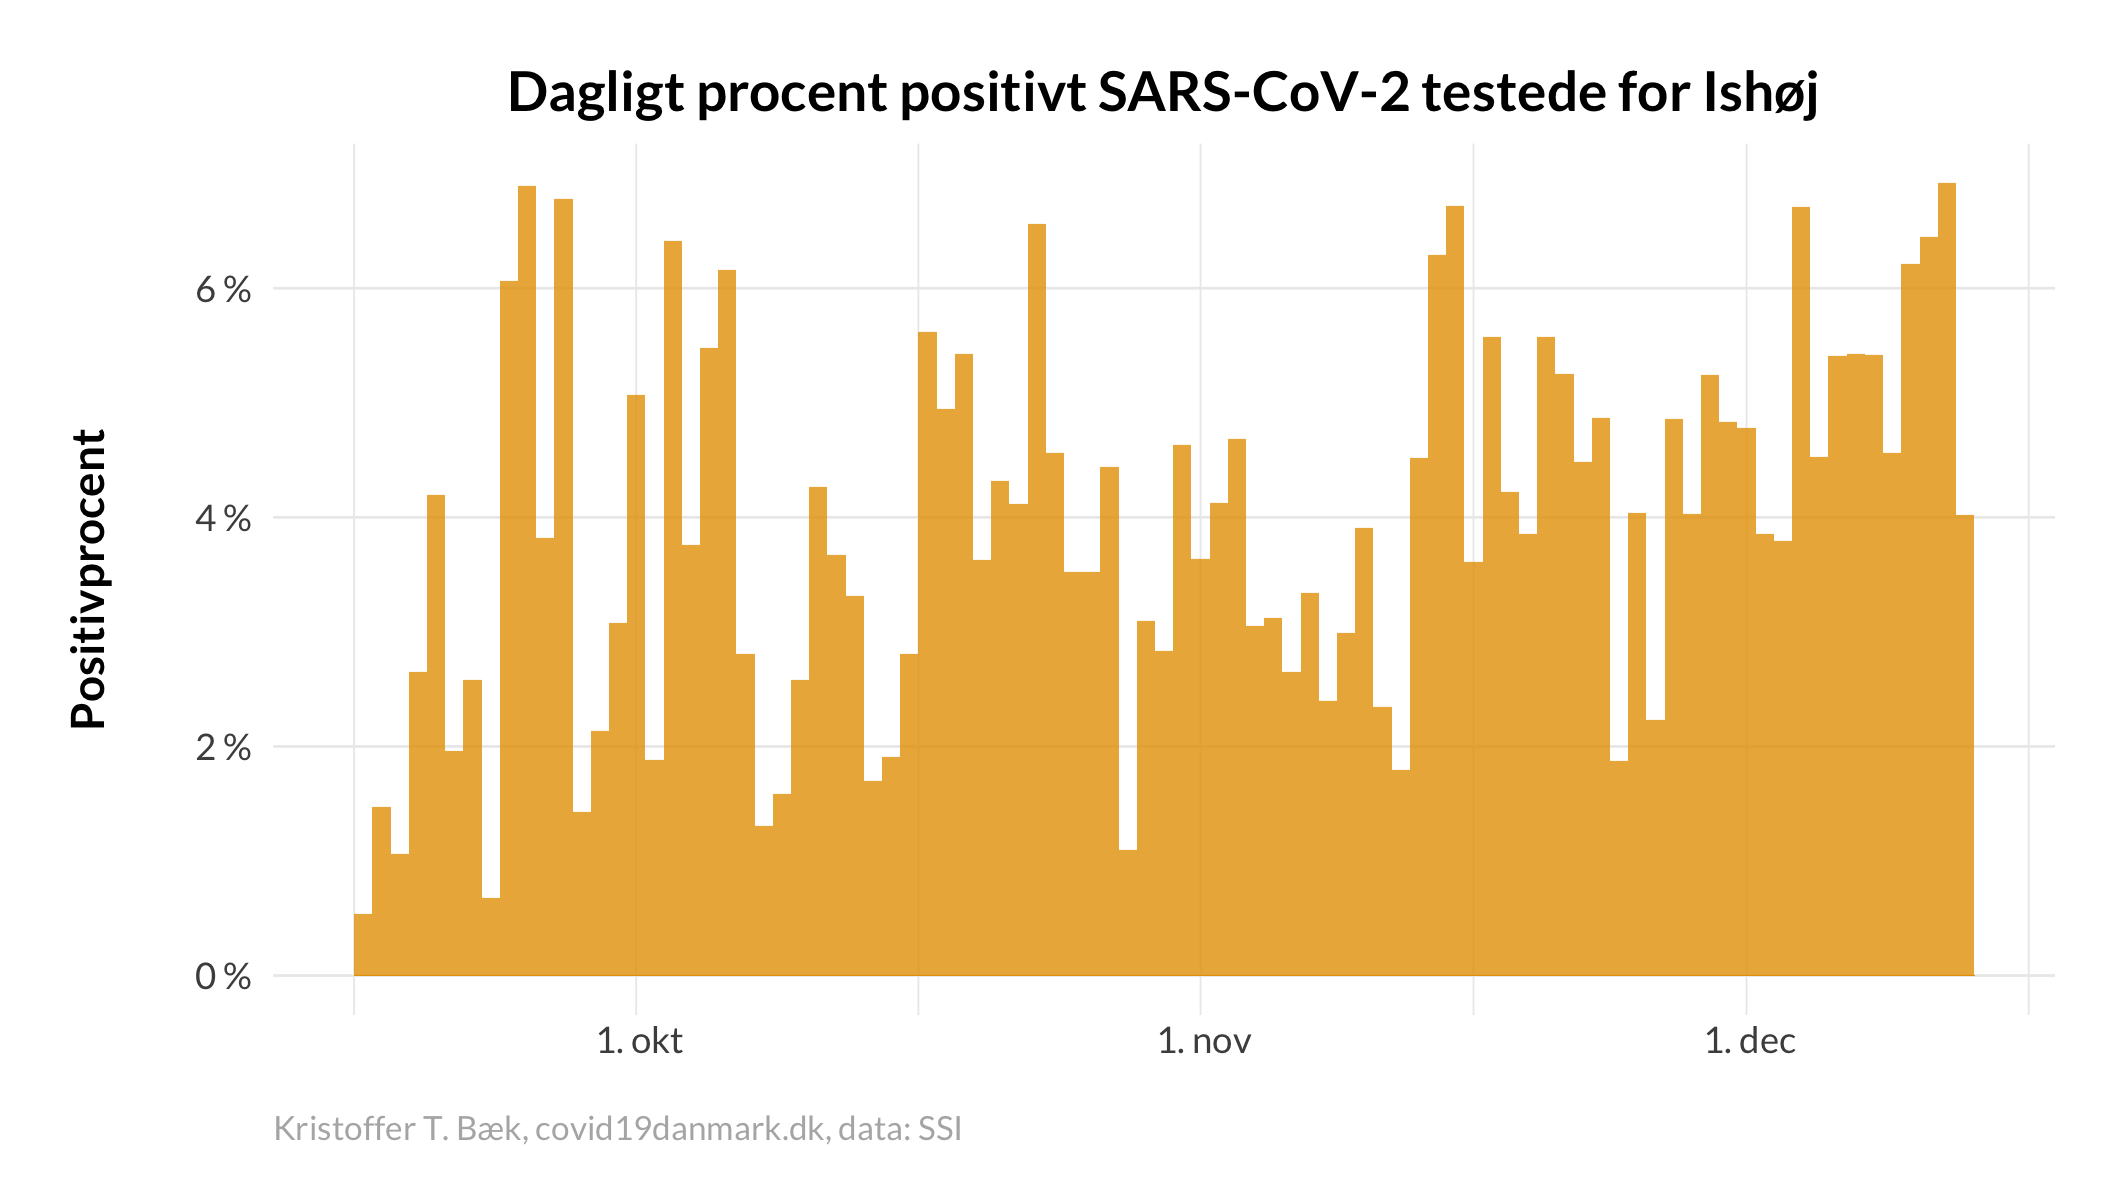 Dagligt procent positivt SARS-CoV-2 testede for Ishøj
Positivprocent
6 %
4 %
2 %
0 %
1. okt
1. nov
1. dec
Kristoffer T. Bæk, covid19danmark.dk, data: SSI